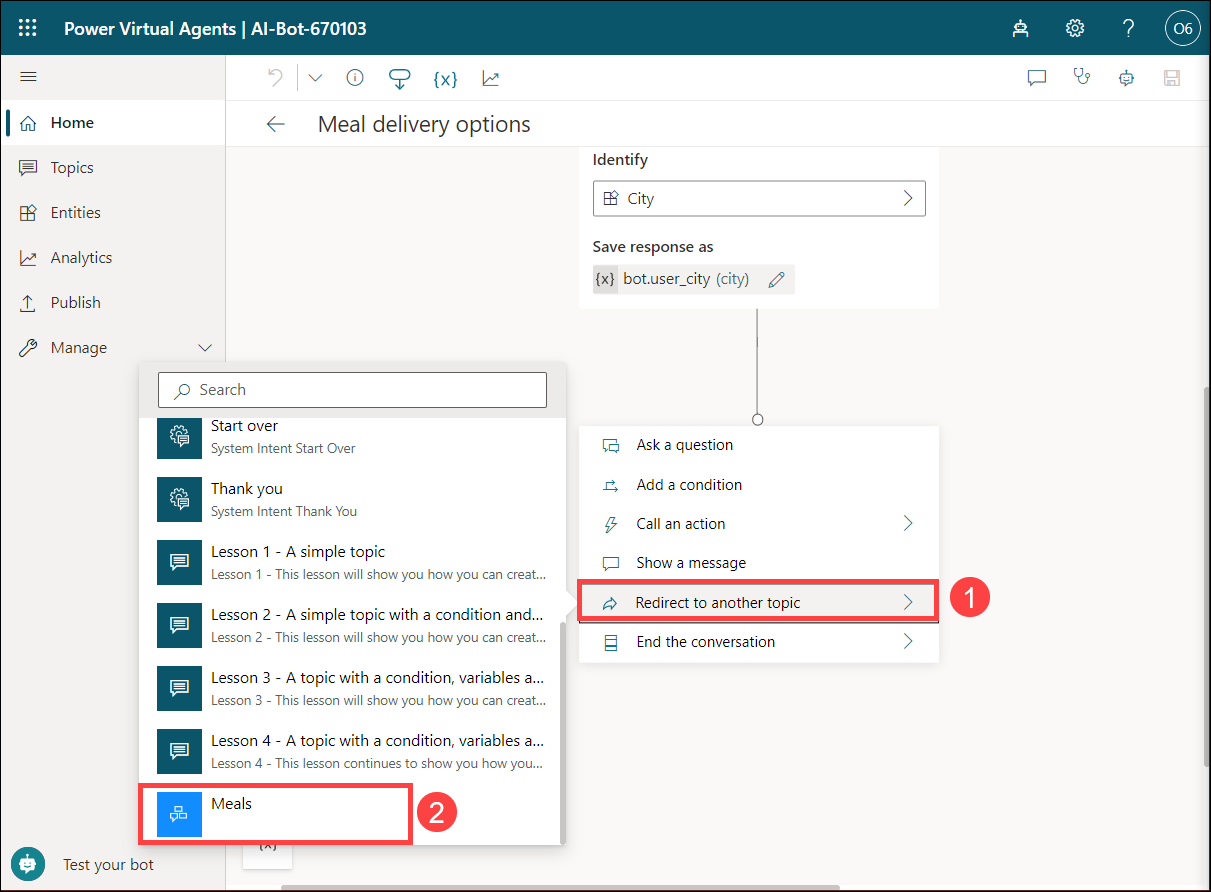 Power Virtual Agents | AI-Bot-670103
O6
{x}
Home
Meal delivery options
Topics
Entities
Analytics
Publish
Manage
Identify
City
Save response as
{x} bot.user_city (city)
Search
Start over
System Intent Start Over
Thank you
System Intent Thank You
Lesson 1 - A simple topic
Lesson 1 - This lesson will show you how you can creat...
Lesson 2 - A simple topic with a condition and...
Lesson 2 - This lesson will show you how you can creat...
Lesson 3 - A topic with a condition, variables a...
Lesson 3 - This lesson will show you how you can creat...
Lesson 4 - A topic with a condition, variables a...
Lesson 4 - This lesson continues to show you how you...
Meals
2
Ask a question
Add a condition
Call an action
Show a message
Redirect to another topic
1
End the conversation
{x}
Test your bot